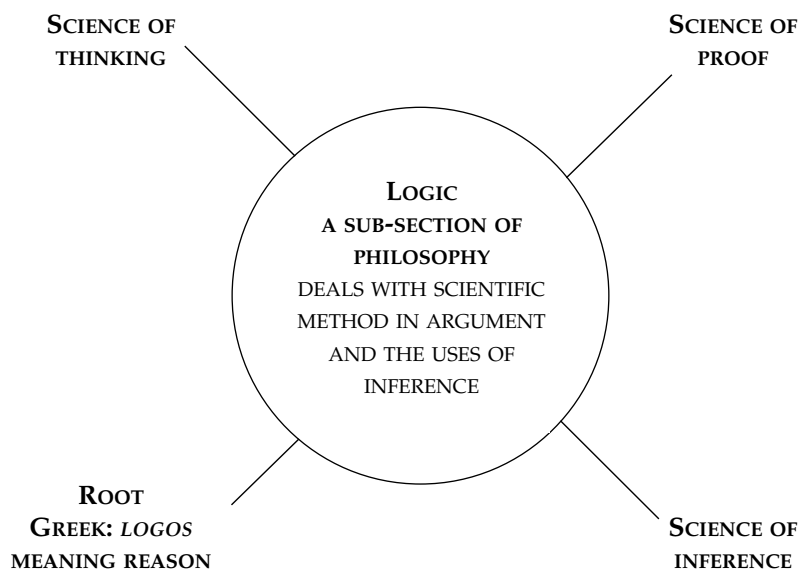 SCIENCE OF
THINKING
SCIENCE OF
PROOF
LOGIC
A SUB-SECTION OF
PHILOSOPHY
DEALS WITH SCIENTIFIC
METHOD IN ARGUMENT
AND THE USES OF
INFERENCE
ROOT
GREEK: LOGOS
MEANING REASON
SCIENCE OF
INFERENCE